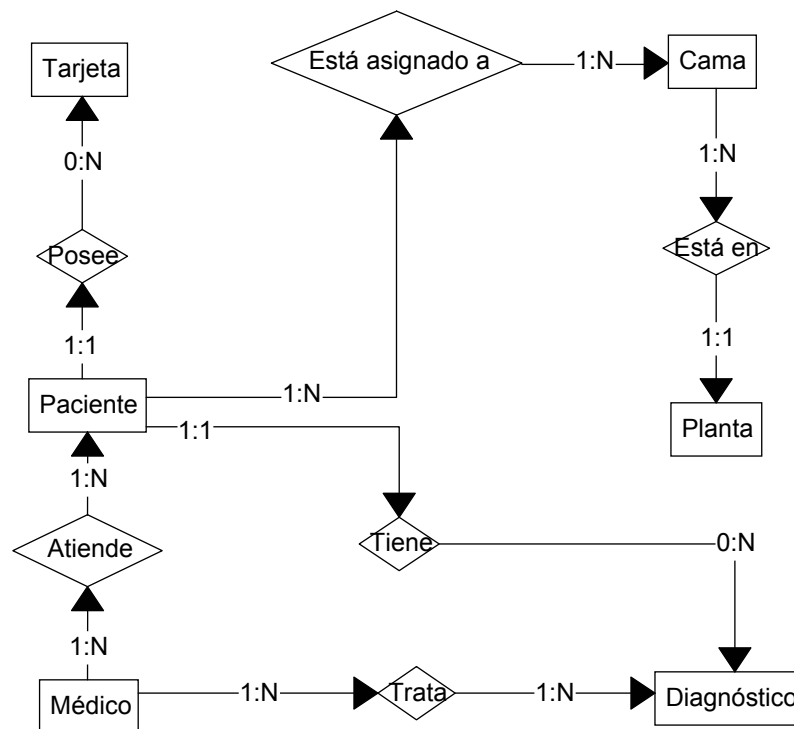 Tarjeta
Está asignado a
1:N
Cama
0:N
1:N
Posee
Está en
1:1
1:1
Paciente
1:N
1:1
Planta
1:N
Atiende
Tiene
0:N
1:N
Médico
1:N
Trata
1:N
Diagnóstico